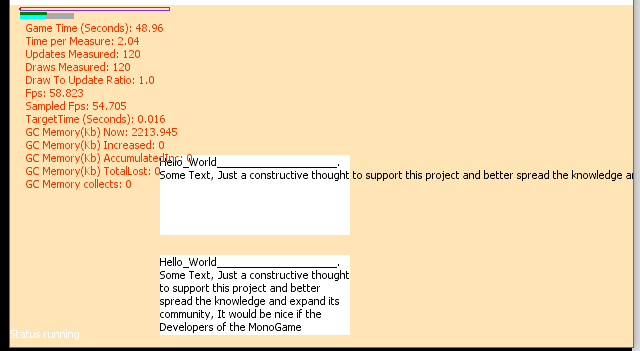 Game Time (Seconds): 48.96
Time per Measure: 2.04
Updates Measured: 120
Draws Measured: 120
Draw To Update Ratio: 1.0
Fps: 58.823
Sampled Fps: 54.705
TargetTime (Seconds): 0.016
GC Memory(Kb) Now: 2213.945
GC Memory(Kb) Increased: 0
GC Memory(Kb) AccumulatedInc: 0
GC Memory(Kb) TotalLost: 0
GC Memory collects: 0
Hello_World____________________.
Some Text, Just a constructive thought to support this project and better spread the knowledge
Hello_World____________________.
Some Text, Just a constructive thought
to support this project and better
spread the knowledge and expand its
community, It would be nice if the
Developers of the MonoGame
Status running